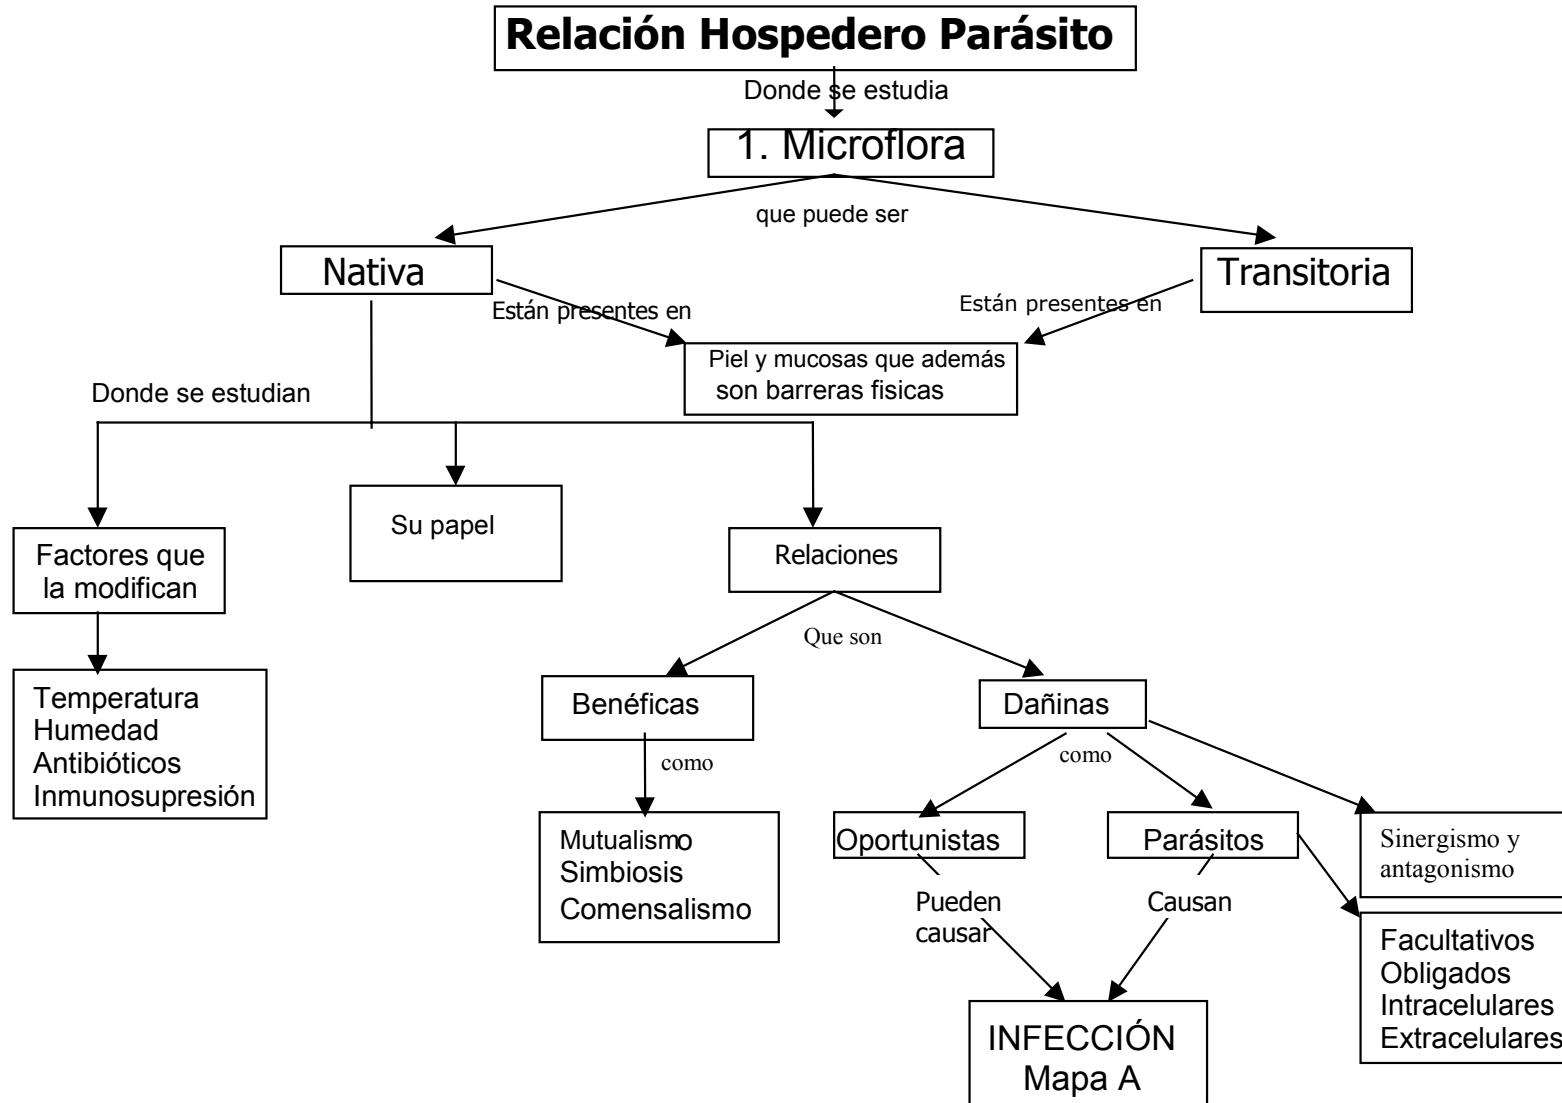 Relación Hospedero Parásito
Donde se estudia
1. Microflora
que puede ser
Nativa
Transitoria
Están presentes en
Están presentes en
Piel y mucosas que además
son barreras fisicas
Donde se estudian
Su papel
Factores que
la modifican
Relaciones
Que son
Temperatura
Humedad
Antibióticos
Inmunosupresión
Benéficas
Dañinas
como
como
Mutualismo
Simbiosis
Comensalismo
Oportunistas
Parásitos
Sinergismo y
antagonismo
Pueden
causar
Causan
Facultativos
Obligados
Intracelulares
Extracelulares
INFECCIÓN
Mapa A